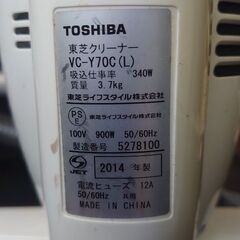 TOSHIBA
東芝クリーナー
VC-Y70C(L)
吸込仕事率 340W
質量 3.7kg
東芝ライフスタイル株式会社
PS E 東芝ライフスタイル株式会社
100V 900W 50/60Hz
製造番号 5278100
2014 年製
JET 電流ヒューズ 12A
50/60Hz 共用
MADE IN CHINA